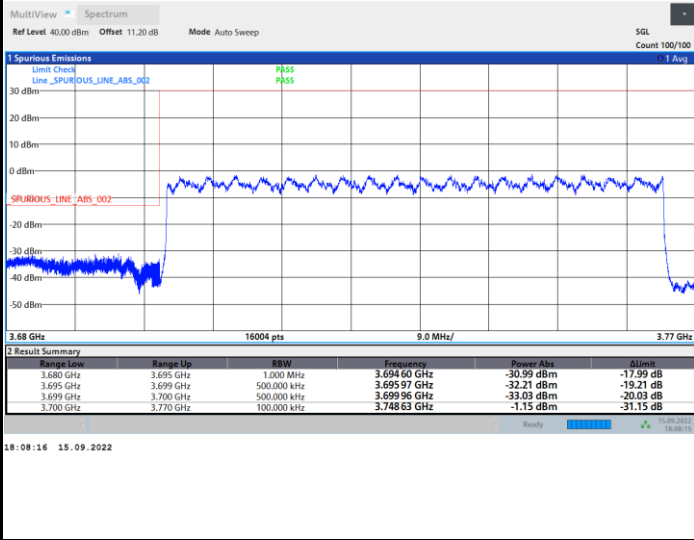 MultiView Spectrum
Ref Level 40.00 dBm Offset 11.20 dB Mode Auto Sweep SGL
Count 100/100
1 Spurious Emissions 1 Avg
Limit Check PASS
Line _SPURIOUS_LINE_ABS_002 PASS
30 dBm
20 dBm
10 dBm
0 dBm
_SPURIOUS_LINE_ABS_002
-20 dBm
-30 dBm
-40 dBm
-50 dBm
3.68 GHz 16004 pts 9.0 MHz/ 3.77 GHz
2 Result Summary
Range Low Range Up RBW Frequency Power Abs ΔLimit
3.680 GHz 3.695 GHz 1.000 MHz 3.694 60 GHz -30.99 dBm -17.99 dB
3.695 GHz 3.699 GHz 500.000 kHz 3.695 97 GHz -32.21 dBm -19.21 dB
3.699 GHz 3.700 GHz 500.000 kHz 3.699 96 GHz -33.03 dBm -20.03 dB
3.700 GHz 3.770 GHz 100.000 kHz 3.748 63 GHz -1.15 dBm -31.15 dB
Ready 15.09.2022
18:08:15
18:08:16 15.09.2022